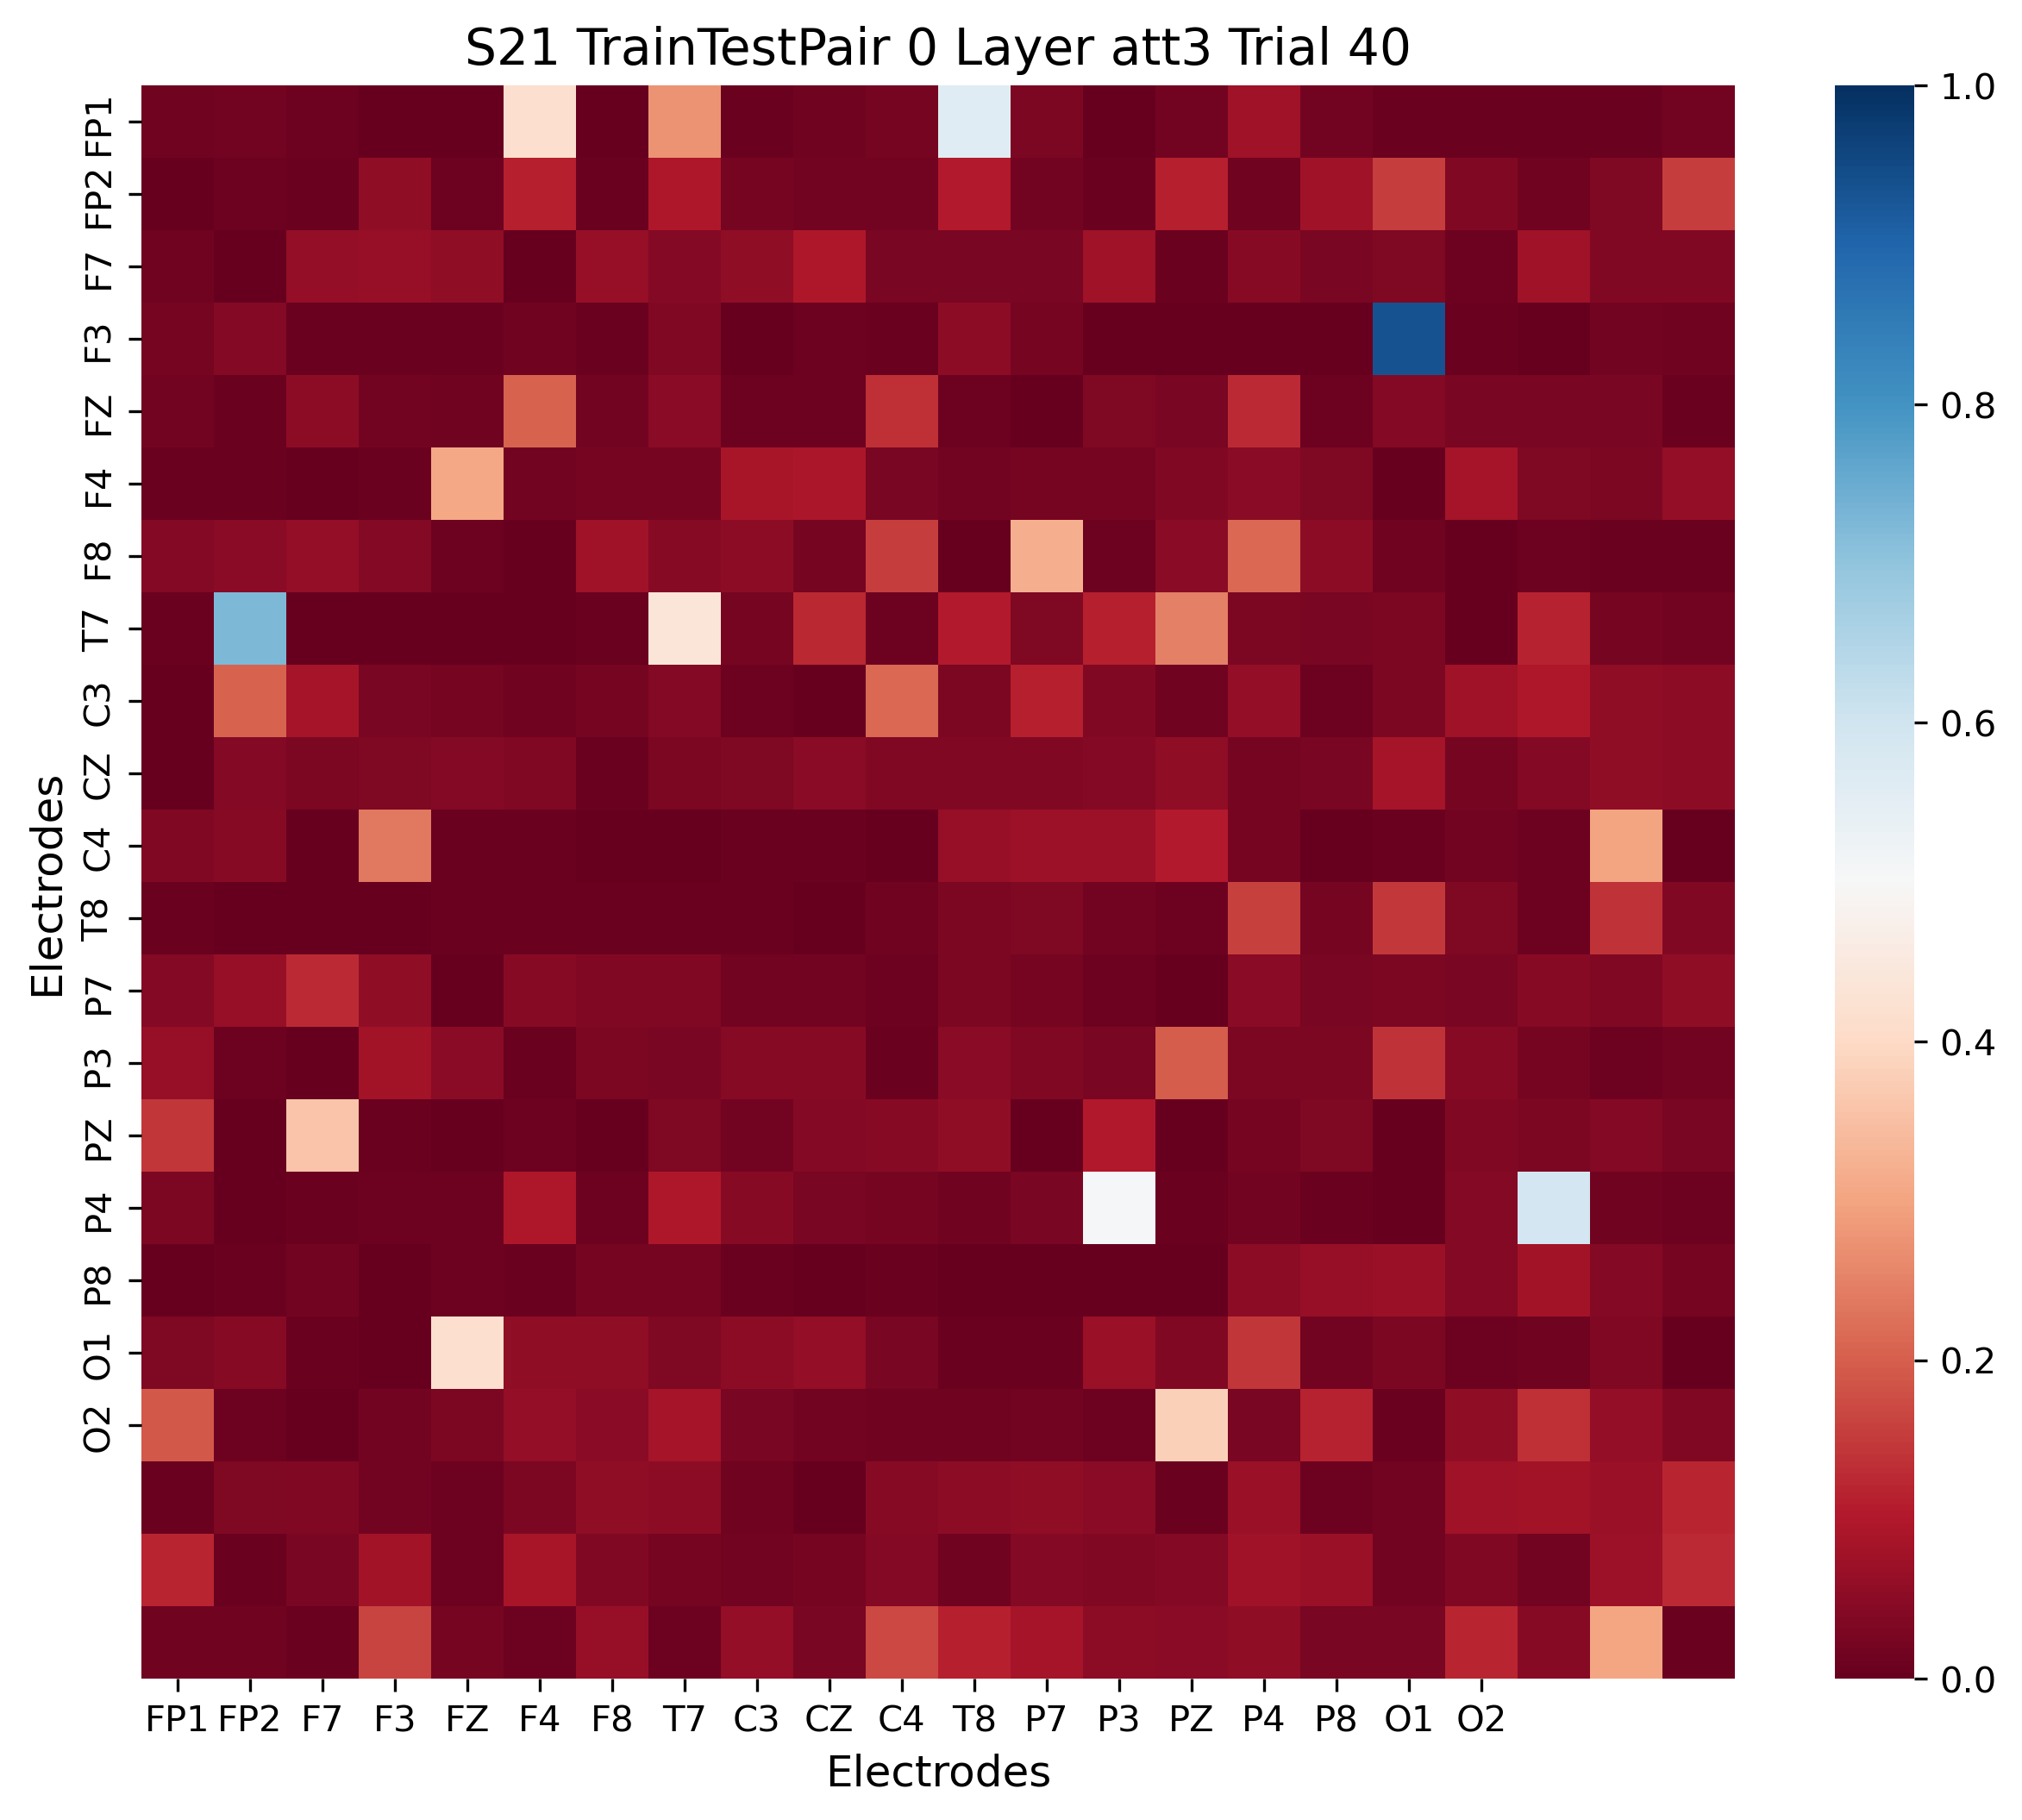 S21 TrainTestPair 0 Layer att3 Trial 40
Electrodes
FP1
FP2
F7
F3
FZ
F4
F8
T7
C3
CZ
C4
T8
P7
P3
PZ
P4
P8
O1
O2
FP1 FP2 F7 F3 FZ F4 F8 T7 C3 CZ C4 T8 P7 P3 PZ P4 P8 O1 O2
Electrodes
1.0
0.8
0.6
0.4
0.2
0.0